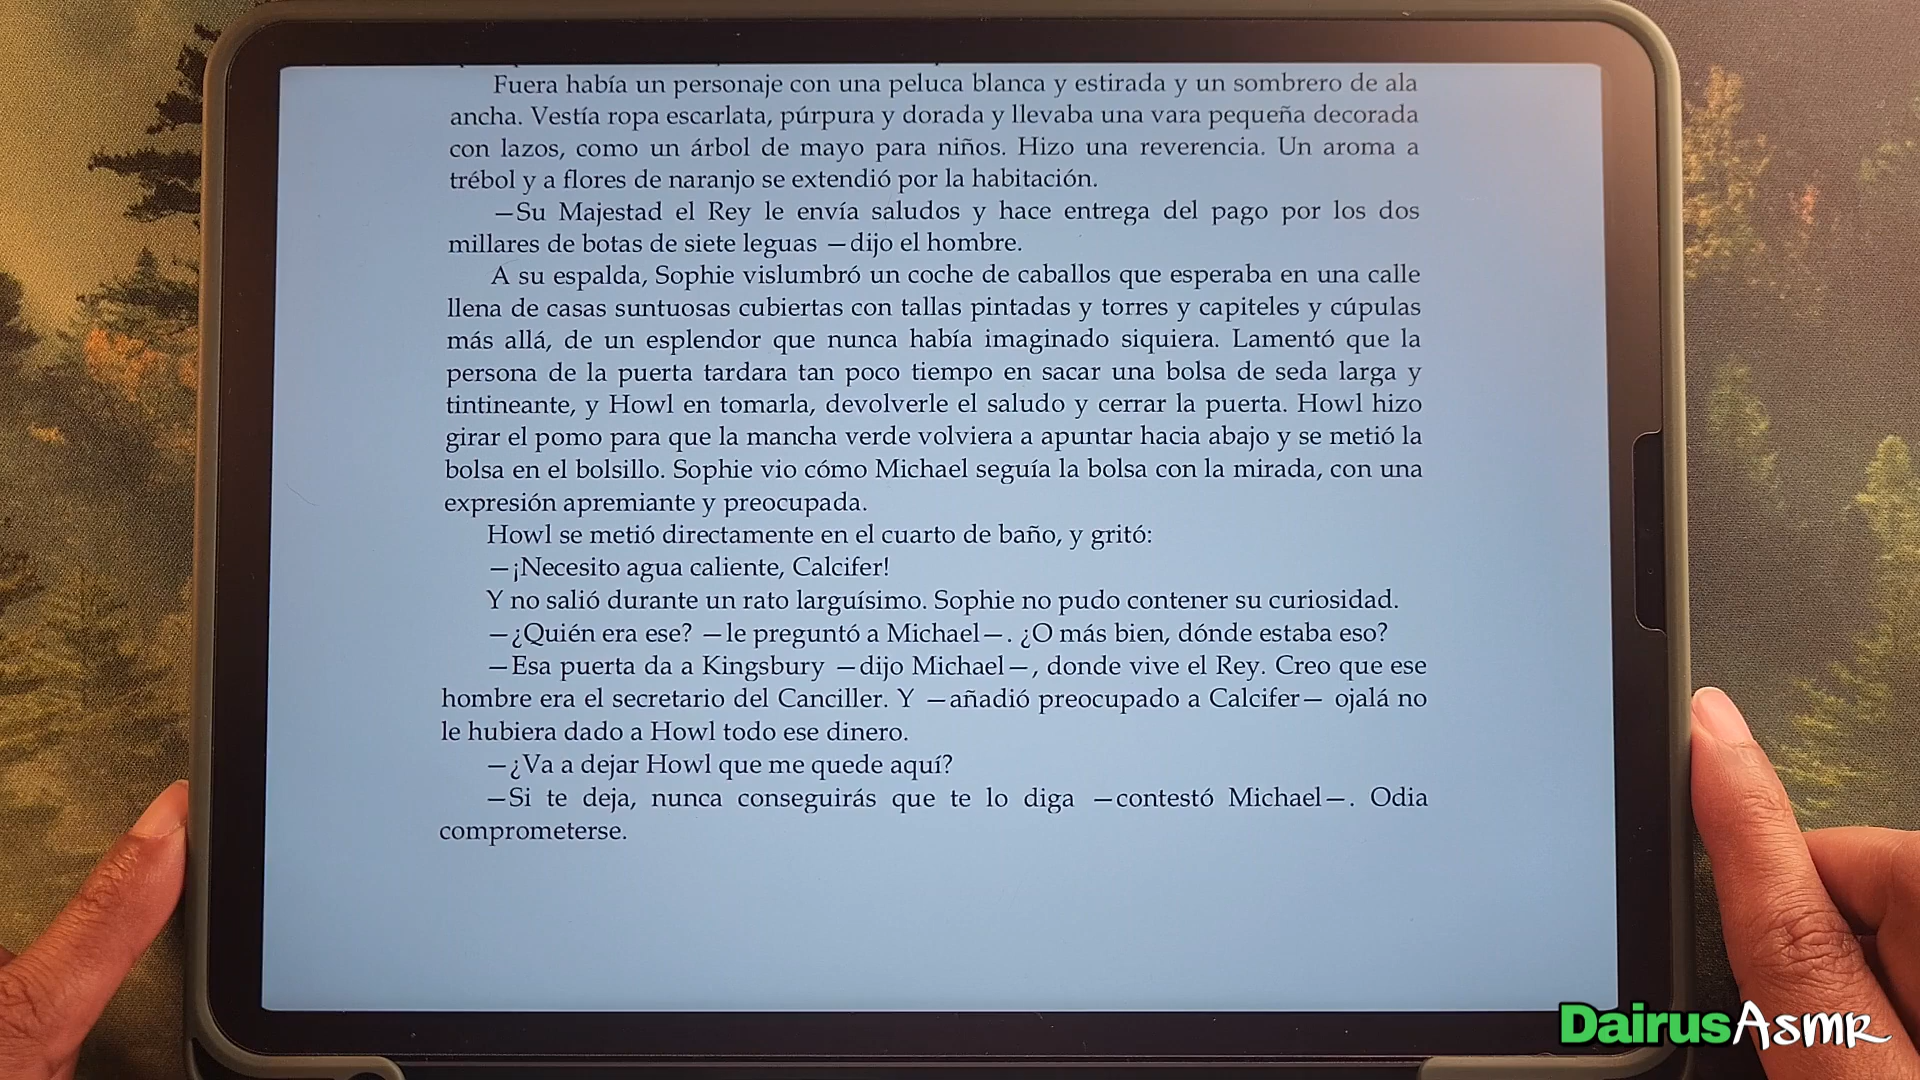 Fuera había un personaje con una peluca blanca y estirada y un sombrero de ala
ancha. Vestía ropa escarlata, púrpura y dorada y llevaba una vara pequeña decorada
con lazos, como un árbol de mayo para niños. Hizo una reverencia. Un aroma a
trébol y a flores de naranjo se extendió por la habitación.
—Su Majestad el Rey le envía saludos y hace entrega del pago por los dos
millares de botas de siete leguas —dijo el hombre.
A su espalda, Sophie vislumbró un coche de caballos que esperaba en una calle
llena de casas suntuosas cubiertas con tallas pintadas y torres y capiteles y cúpulas
más allá, de un esplendor que nunca había imaginado siquiera. Lamentó que la
persona de la puerta tardara tan poco tiempo en sacar una bolsa de seda larga y
tintineante, y Howl en tomarla, devolverle el saludo y cerrar la puerta. Howl hizo
girar el pomo para que la mancha verde volviera a apuntar hacia abajo y se metió la
bolsa en el bolsillo. Sophie vio cómo Michael seguía la bolsa con la mirada, con una
expresión apremiante y preocupada.
Howl se metió directamente en el cuarto de baño, y gritó:
—¡Necesito agua caliente, Calcifer!
Y no salió durante un rato larguísimo. Sophie no pudo contener su curiosidad.
—¿Quién era ese? —le preguntó a Michael—. ¿O más bien, dónde estaba eso?
—Esa puerta da a Kingsbury —dijo Michael—, donde vive el Rey. Creo que ese
hombre era el secretario del Canciller. Y —añadió preocupado a Calcifer— ojalá no
le hubiera dado a Howl todo ese dinero.
—¿Va a dejar Howl que me quede aquí?
—Si te deja, nunca conseguirás que te lo diga —contestó Michael—. Odia
comprometerse.
DairusAsmr